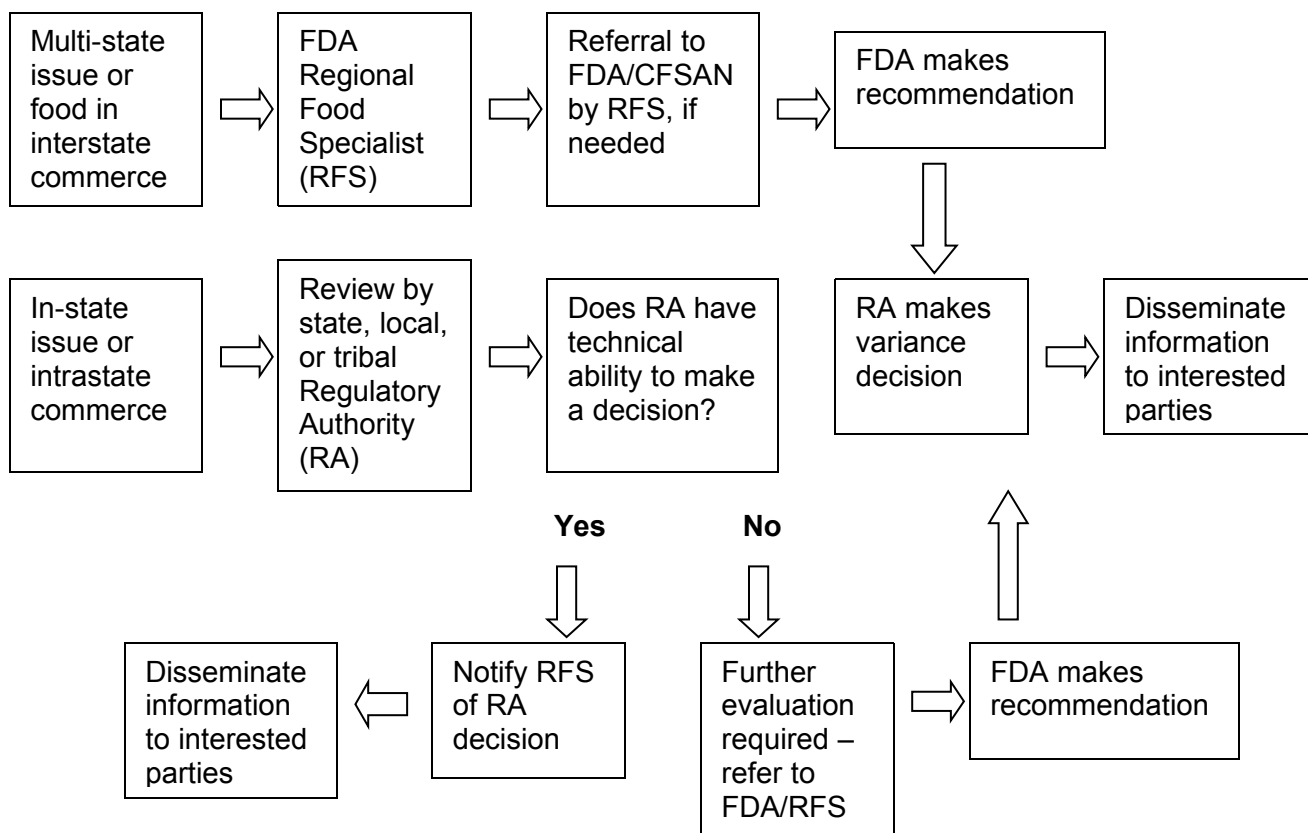 Multi-state
issue or
food in
interstate
commerce
FDA
Regional
Food
Specialist
(RFS)
Referral to
FDA/CFSAN
by RFS, if
needed
FDA makes
recommendation
In-state
issue or
intrastate
commerce
Review by
state, local,
or tribal
Regulatory
Authority
(RA)
Does RA have
technical
ability to make
a decision?
RA makes
variance
decision
Disseminate
information
to interested
parties
Yes
No
Disseminate
information
to interested
parties
Notify RFS
of RA
decision
Further
evaluation
required –
refer to
FDA/RFS
FDA makes
recommendation